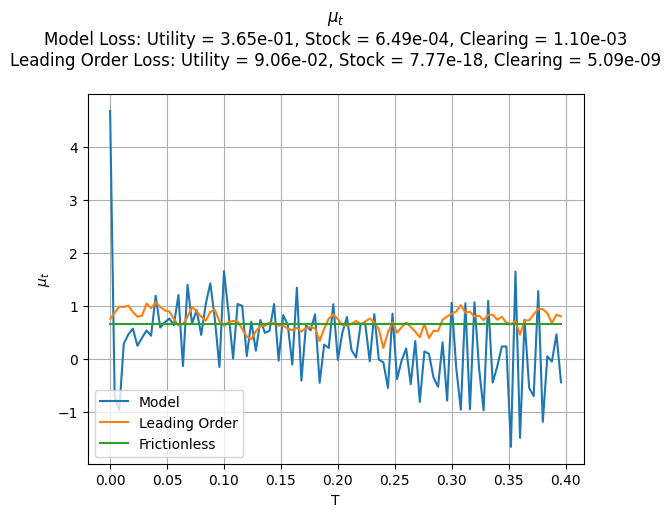 μₜ
Model Loss: Utility = 3.65e-01, Stock = 6.49e-04, Clearing = 1.10e-03
Leading Order Loss: Utility = 9.06e-02, Stock = 7.77e-18, Clearing = 5.09e-09
4
3
2
1
0
−1
μₜ
Model
Leading Order
Frictionless
0.00 0.05 0.10 0.15 0.20 0.25 0.30 0.35 0.40
T